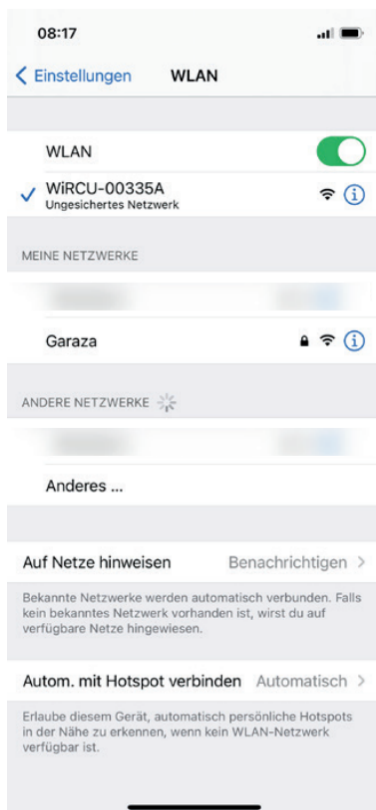 08:17
Einstellungen WLAN
WLAN
WiRCU-00335A
Ungesichertes Netzwerk
MEINE NETZWERKE
Garaza
ANDERE NETZWERKE
Anderes ...
Auf Netze hinweisen Benachrichtigen
Bekannte Netzwerke werden automatisch verbunden. Falls
kein bekanntes Netzwerk vorhanden ist, wirst du auf
verfügbare Netze hingewiesen.
Autom. mit Hotspot verbinden Automatisch
Erlaube diesem Gerät, automatisch persönliche Hotspots
in der Nähe zu erkennen, wenn kein WLAN-Netzwerk
verfügbar ist.